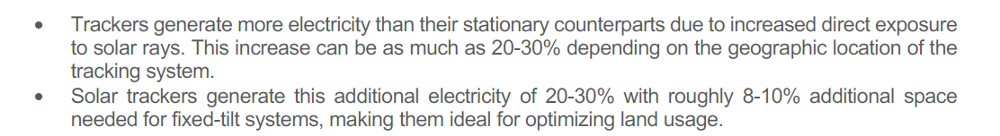 • Trackers generate more electricity than their stationary counterparts due to increased direct exposure
to solar rays. This increase can be as much as 20-30% depending on the geographic location of the
tracking system.
• Solar trackers generate this additional electricity of 20-30% with roughly 8-10% additional space
needed for fixed-tilt systems, making them ideal for optimizing land usage.